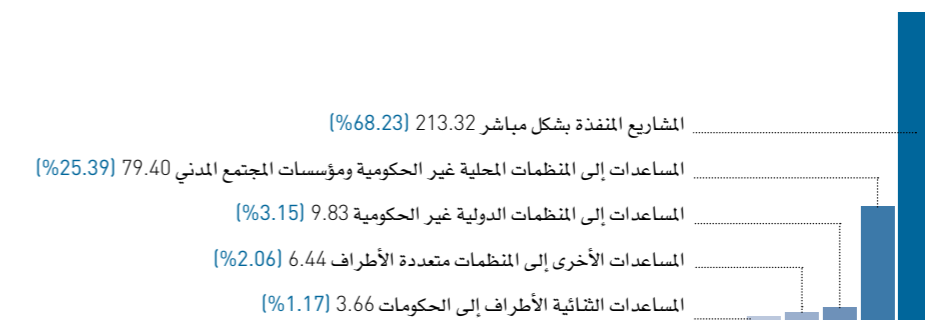 المشاريع المنفذة بشكل مباشر 213.32 (68.23%)
المساعدات إلى المنظمات المحلية غير الحكومية ومؤسسات المجتمع المدني 79.40 (25.39%)
المساعدات إلى المنظمات الدولية غير الحكومية 9.83 (3.15%)
المساعدات الأخرى إلى المنظمات متعددة الأطراف 6.44 (2.06%)
المساعدات الثنائية الأطراف إلى الحكومات 3.66 (1.17%)